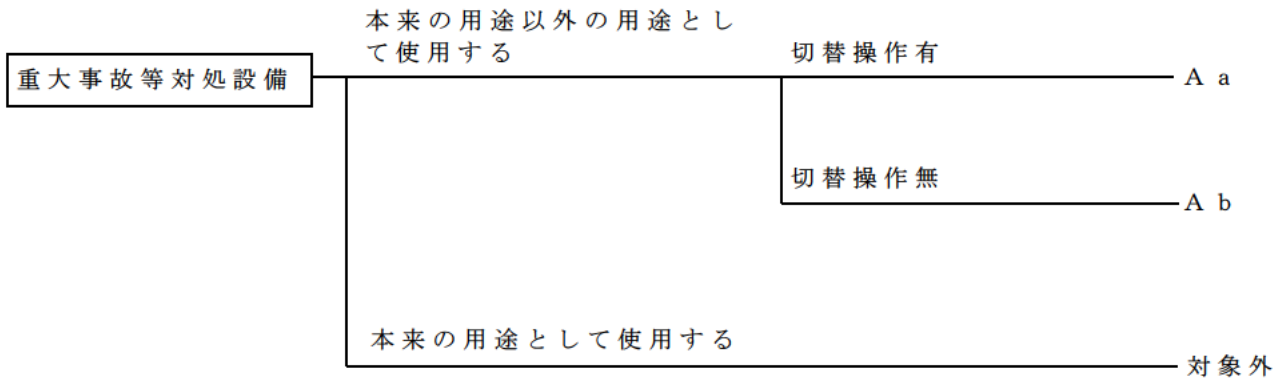 本来の用途以外の用途とし
て使用する
切替操作有
重大事故等対処設備
Aa
切替操作無
Ab
本来の用途として使用する
対象外